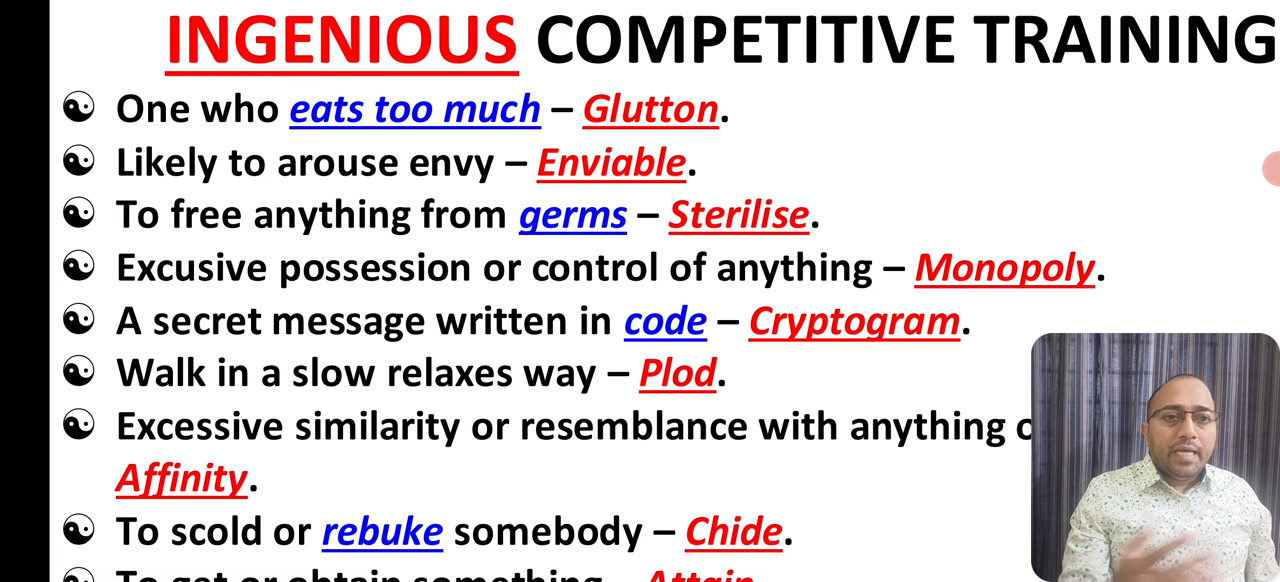 INGENIOUS COMPETITIVE TRAINING
One who eats too much – Glutton.
Likely to arouse envy – Enviable.
To free anything from germs – Sterilise.
Excusive possession or control of anything – Monopoly.
A secret message written in code – Cryptogram.
Walk in a slow relaxes way – Plod.
Excessive similarity or resemblance with anything
Affinity.
To scold or rebuke somebody – Chide.
To get or obtain something – Attain